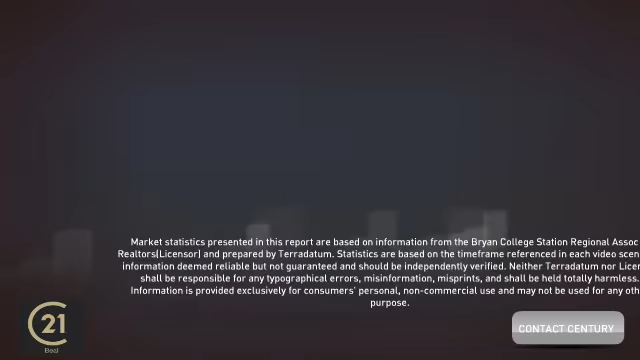 Market statistics presented in this report are based on information from the Bryan College Station Regional Assoc
Realtors(Licensor) and prepared by Terradatum. Statistics are based on the timeframe referenced in each video scen
information deemed reliable but not guaranteed and should be independently verified. Neither Terradatum nor Licen
shall be responsible for any typographical errors, misinformation, misprints, and shall be held totally harmless.
Information is provided exclusively for consumers' personal, non-commercial use and may not be used for any oth
purpose.
C21
Beal
CONTACT CENTURY